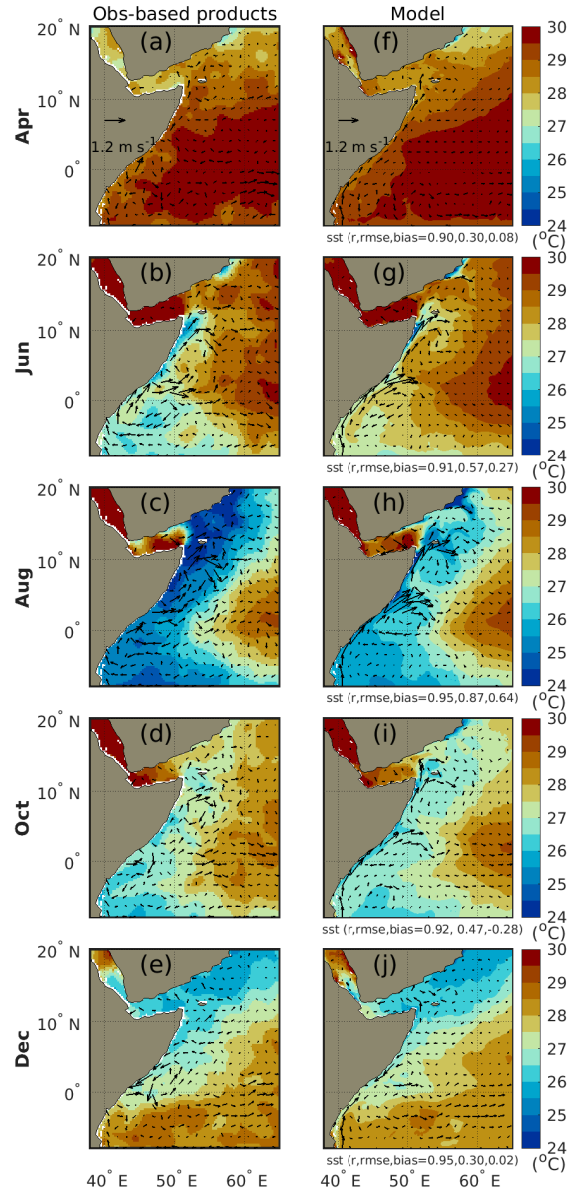 Obs-based products Model
(a) (f)
20° N 30
29
10° N 28
Apr 27
1.2 m s⁻¹ 1.2 m s⁻¹
0° 26
25
24
sst (r,rmse,bias=0.90,0.30,0.08) (°C)
(b) (g)
20° N 30
29
10° N 28
Jun 27
0° 26
25
24
sst (r,rmse,bias=0.91,0.57,0.27) (°C)
(c) (h)
20° N 30
29
10° N 28
Aug 27
0° 26
25
24
sst (r,rmse,bias=0.95,0.87,0.64) (°C)
(d) (i)
20° N 30
29
10° N 28
Oct 27
0° 26
25
24
sst (r,rmse,bias=0.92, 0.47,-0.28) (°C)
(e) (j)
20° N 30
29
10° N 28
Dec 27
0° 26
25
24
sst (r,rmse,bias=0.95,0.30,0.02) (°C)
40° E 50° E 60° E 40° E 50° E 60° E